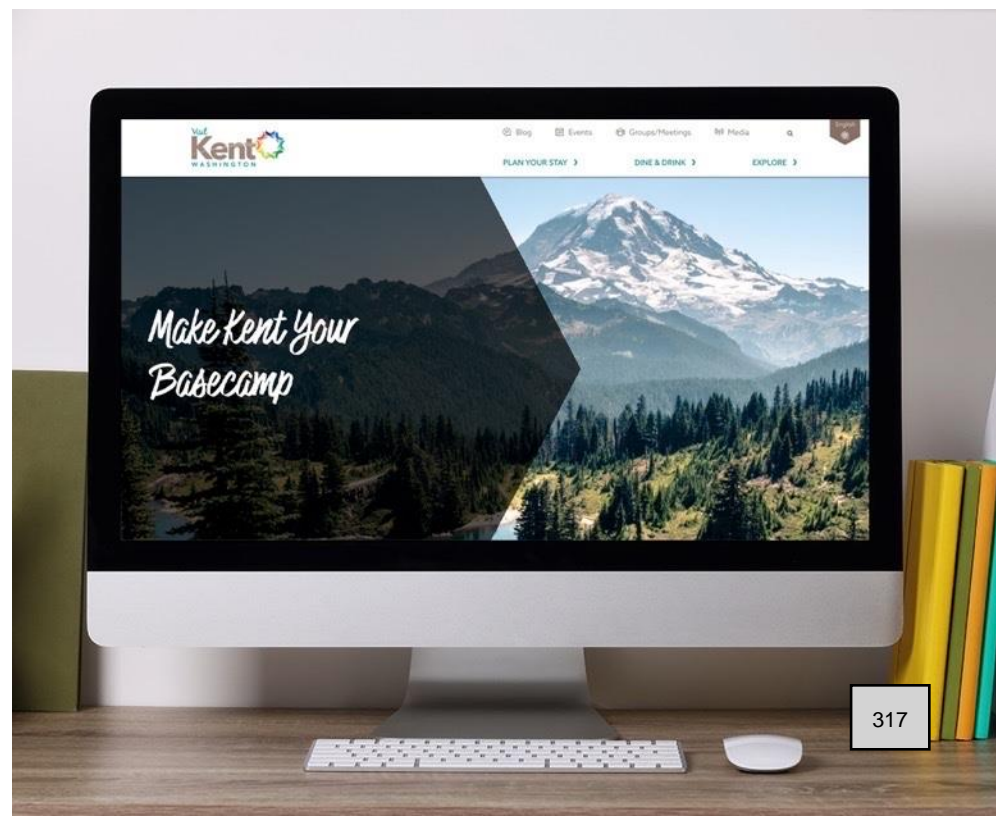 Visit
Kent
WASHINGTON
Blog
Events
Groups/Meetings
Media
English
PLAN YOUR STAY
DINE & DRINK
EXPLORE
Make Kent Your
Basecamp
317